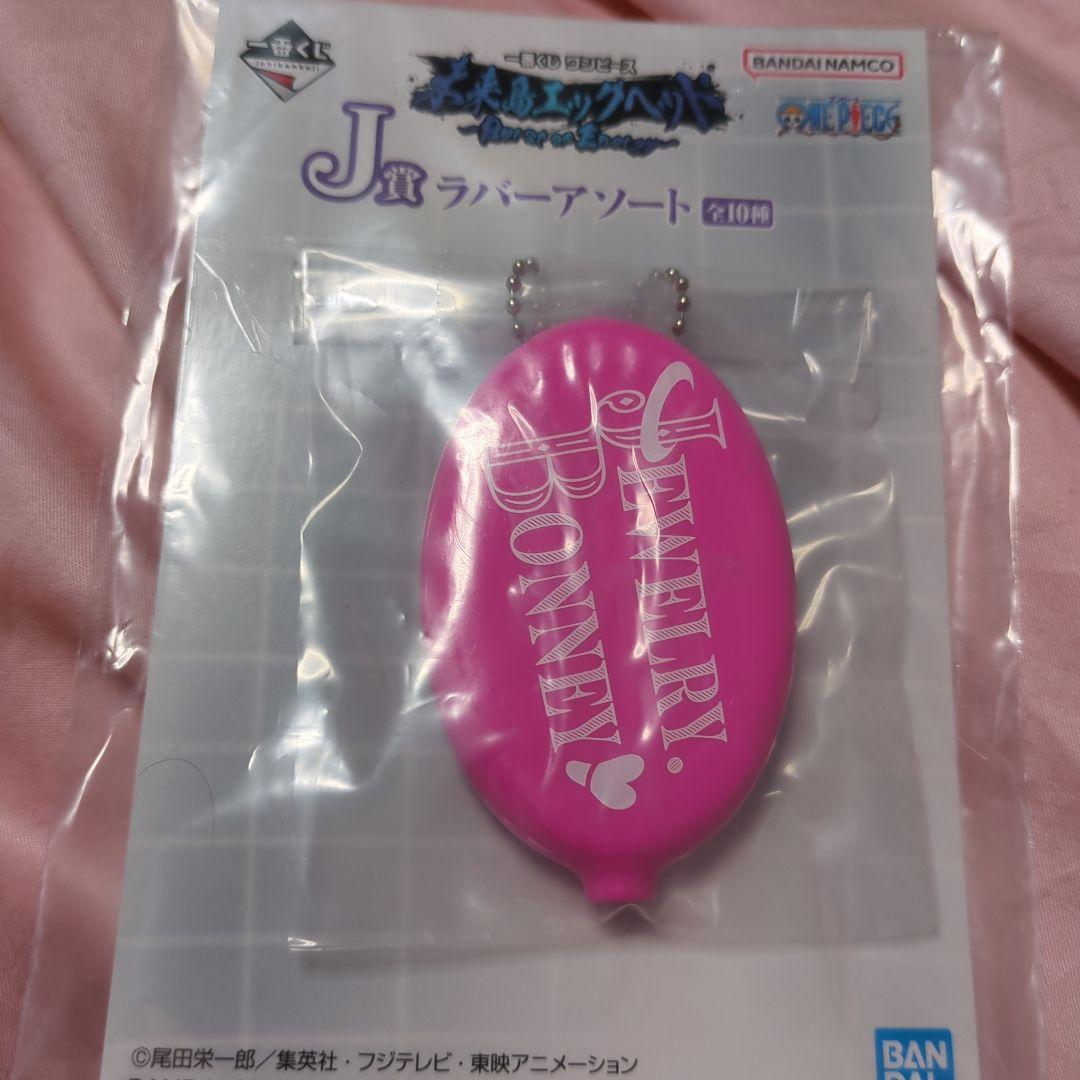 一番くじ
ichibankuji
一番くじ ワンピース
未来島エッグヘッド
BANDAI NAMCO
ONE PIECE
J賞 ラバーアソート 全10種
JEWELRY.
BONNEY
©尾田栄一郎/集英社・フジテレビ・東映アニメーション
BAN